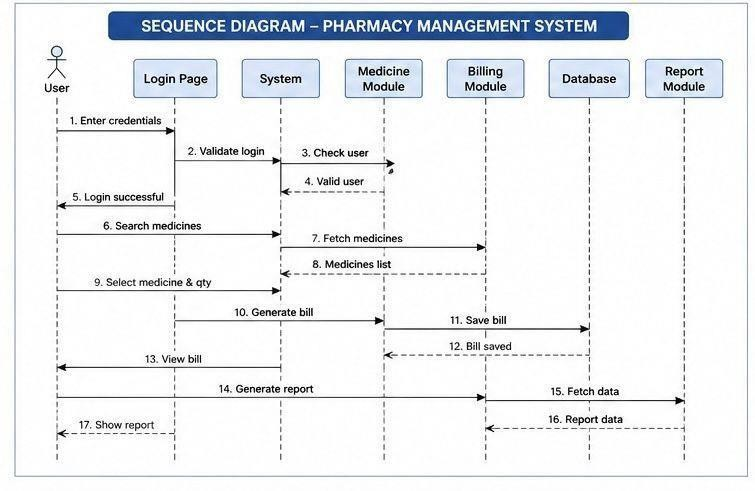 SEQUENCE DIAGRAM – PHARMACY MANAGEMENT SYSTEM
User
Login Page
System
Medicine
Module
Billing
Module
Database
Report
Module
1. Enter credentials
2. Validate login
3. Check user
4. Valid user
5. Login successful
6. Search medicines
7. Fetch medicines
8. Medicines list
9. Select medicine & qty
10. Generate bill
11. Save bill
12. Bill saved
13. View bill
14. Generate report
15. Fetch data
16. Report data
17. Show report